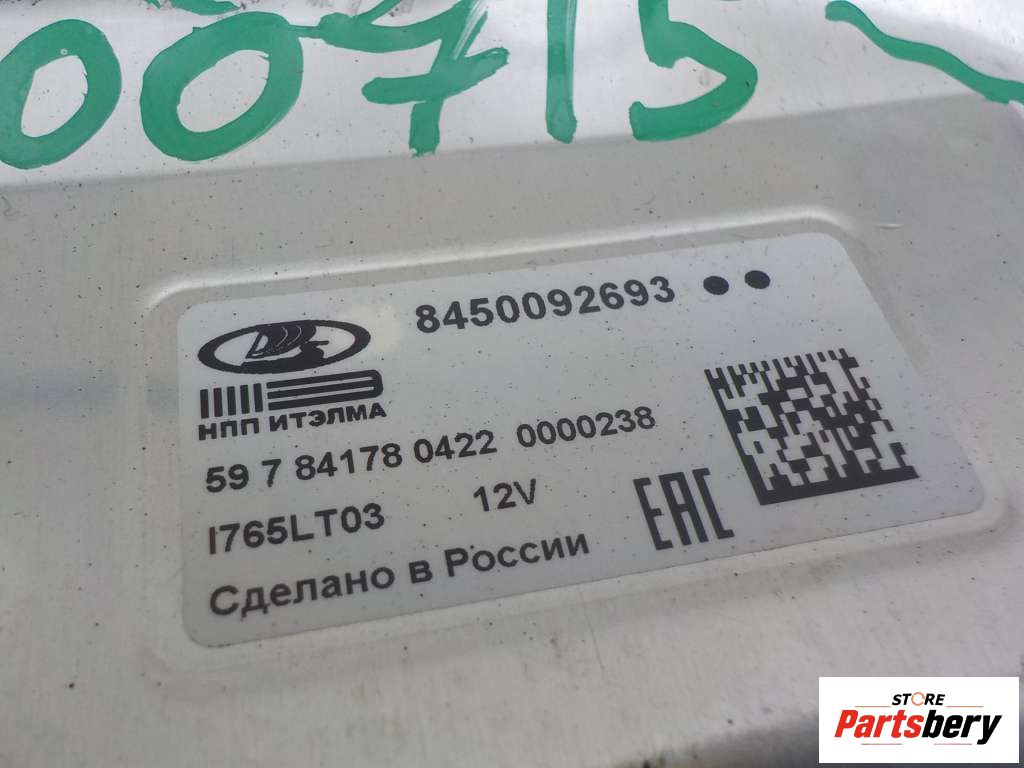 00715
8450092693
НПП ИТЭЛМА
59 7 84178 0422 0000238
I765LT03 12V
EAC
Сделано в России
STORE
Partsbery